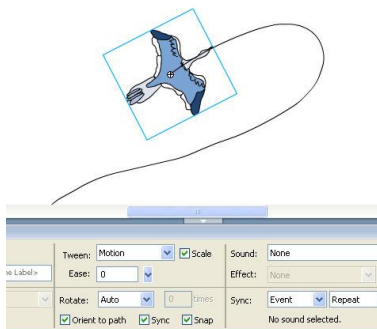 Tween: Motion Scale Sound: None
<Label> Ease: 0 Effect: None
Rotate: Auto 0 times Sync: Event Repeat
Orient to path Sync Snap No sound selected.